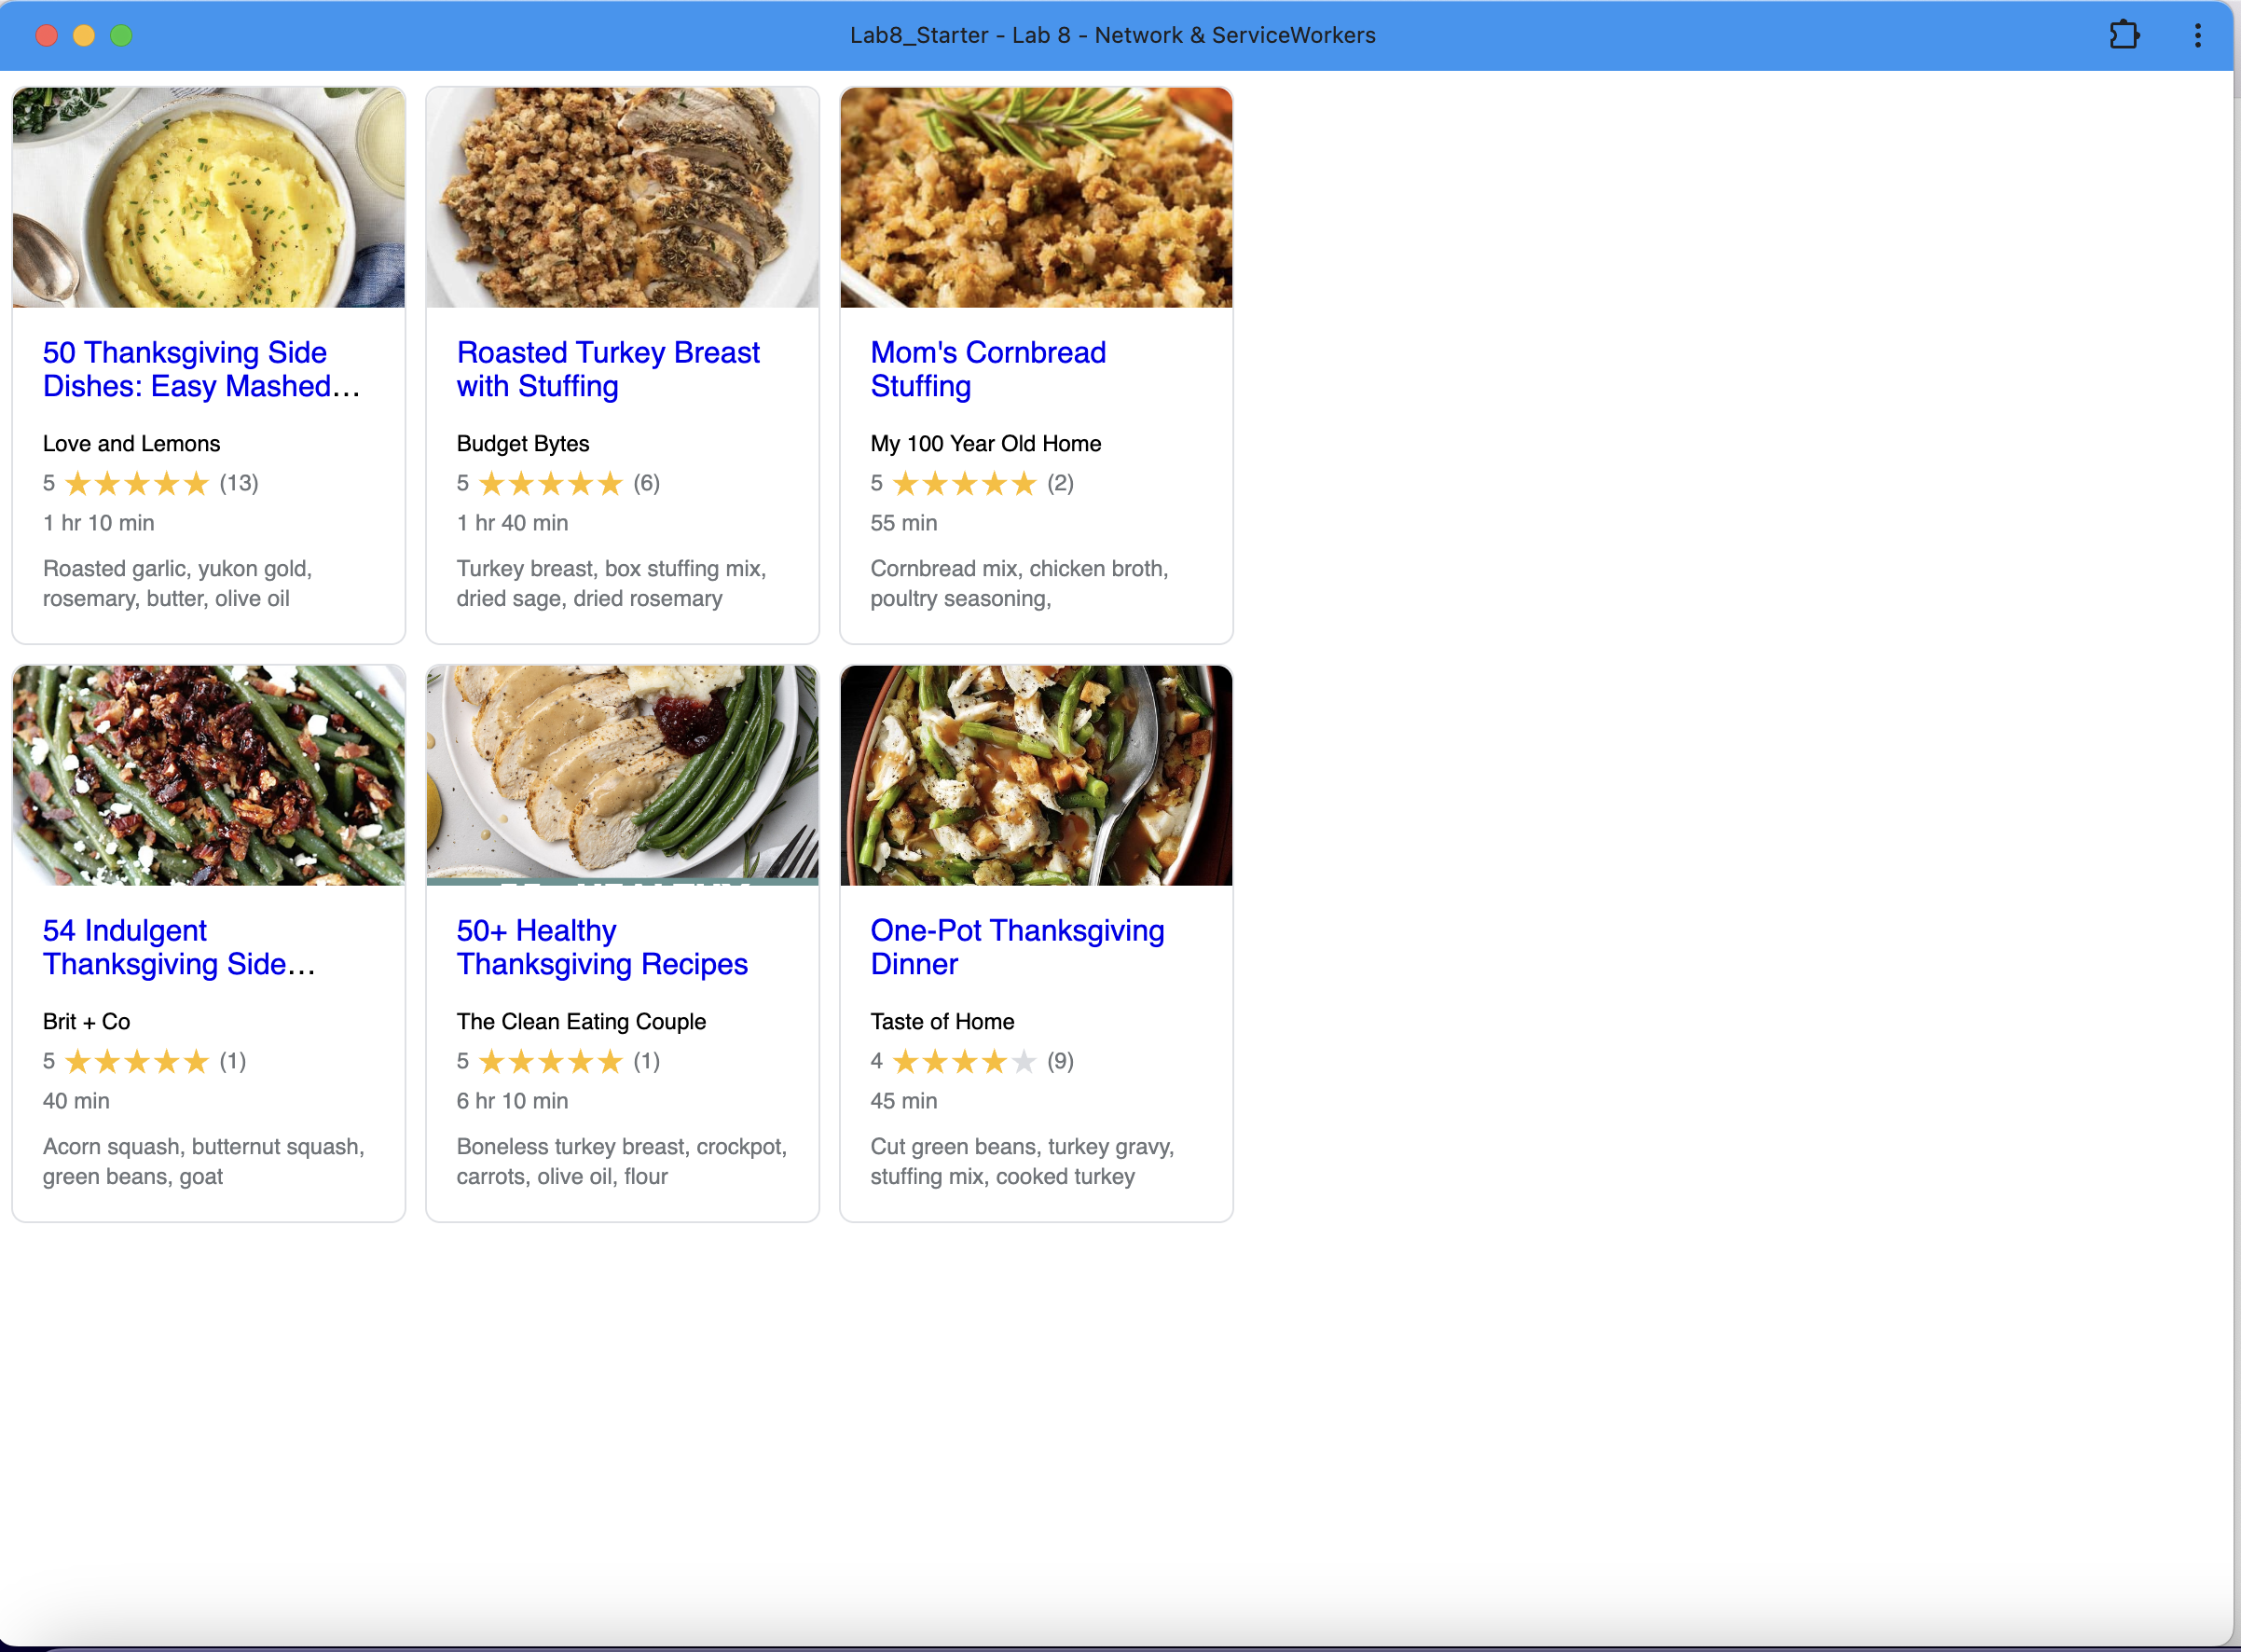 Lab8_Starter - Lab 8 - Network & ServiceWorkers
50 Thanksgiving Side
Dishes: Easy Mashed...
Love and Lemons
5 ★★★★★ (13)
1 hr 10 min
Roasted garlic, yukon gold,
rosemary, butter, olive oil
Roasted Turkey Breast
with Stuffing
Budget Bytes
5 ★★★★★ (6)
1 hr 40 min
Turkey breast, box stuffing mix,
dried sage, dried rosemary
Mom's Cornbread
Stuffing
My 100 Year Old Home
5 ★★★★★ (2)
55 min
Cornbread mix, chicken broth,
poultry seasoning,
54 Indulgent
Thanksgiving Side...
Brit + Co
5 ★★★★★ (1)
40 min
Acorn squash, butternut squash,
green beans, goat
50+ Healthy
Thanksgiving Recipes
The Clean Eating Couple
5 ★★★★★ (1)
6 hr 10 min
Boneless turkey breast, crockpot,
carrots, olive oil, flour
One-Pot Thanksgiving
Dinner
Taste of Home
4 ★★★★★ (9)
45 min
Cut green beans, turkey gravy,
stuffing mix, cooked turkey